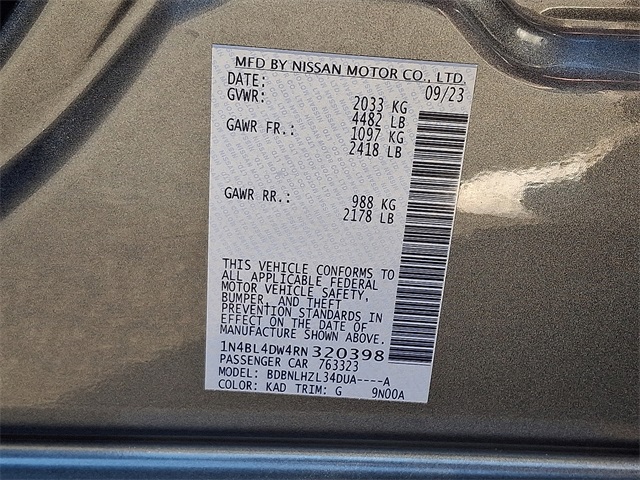 MFD BY NISSAN MOTOR CO., LTD.
DATE: 09/23
GVWR: 2033 KG
4482 LB
GAWR FR.: 1097 KG
2418 LB
GAWR RR.: 988 KG
2178 LB
THIS VEHICLE CONFORMS TO
ALL APPLICABLE FEDERAL
MOTOR VEHICLE SAFETY,
BUMPER, AND THEFT
PREVENTION STANDARDS IN
EFFECT ON THE DATE OF
MANUFACTURE SHOWN ABOVE.
1N4BL4DW4RN320398
PASSENGER CAR 763323
MODEL: BDBNLHZL34DUA----A
COLOR: KAD TRIM: G 9N00A